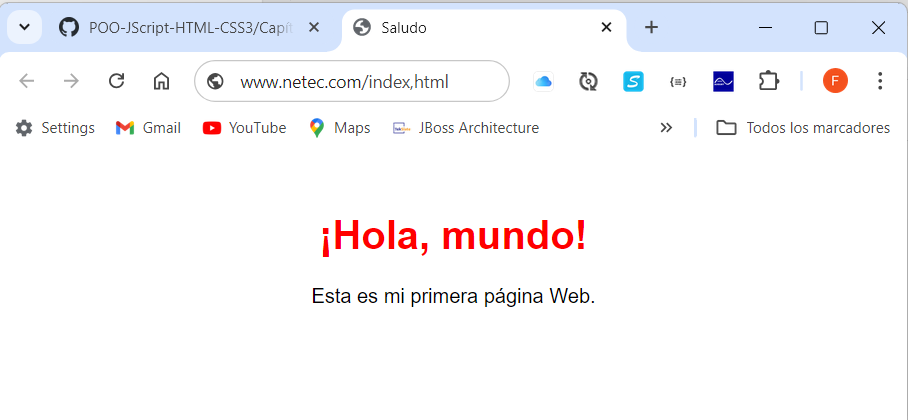 POO-JScript-HTML-CSS3/Capít
Saludo
www.netec.com/index,html
S
{≡}
F
Settings
Gmail
YouTube
Maps
JBoss Architecture
»
Todos los marcadores
¡Hola, mundo!
Esta es mi primera página Web.